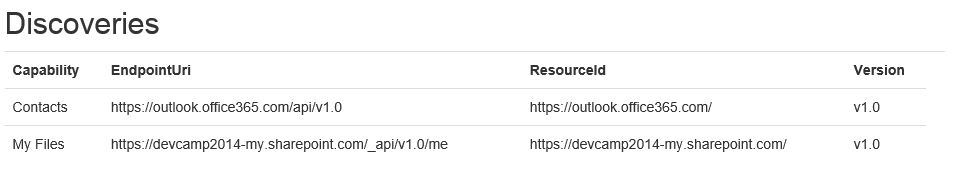 Discoveries
Capability EndpointUri ResourceId Version
Contacts https://outlook.office365.com/api/v1.0 https://outlook.office365.com/ v1.0
My Files https://devcamp2014-my.sharepoint.com/_api/v1.0/me https://devcamp2014-my.sharepoint.com/ v1.0